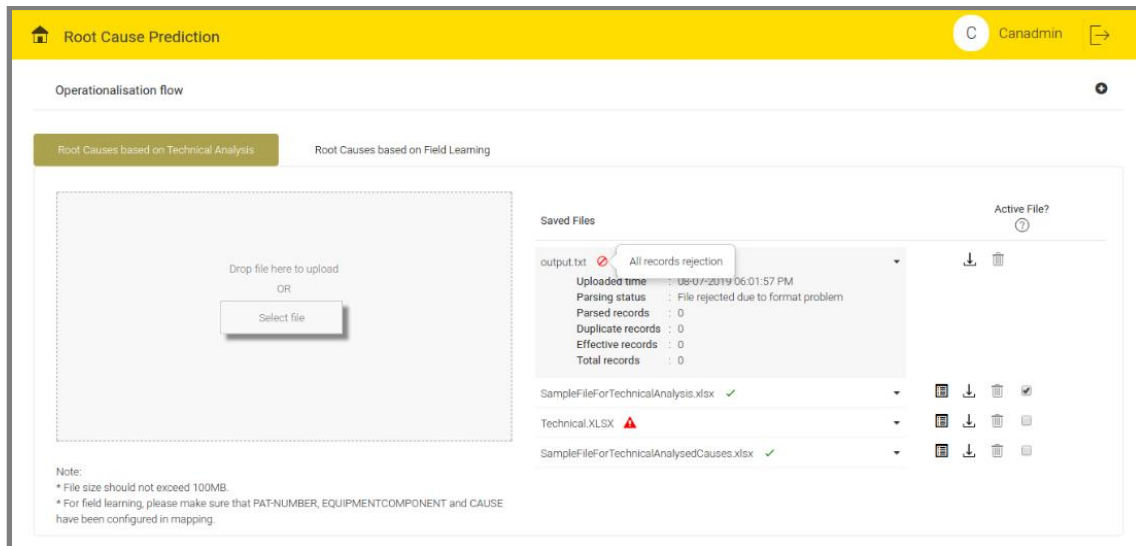 Root Cause Prediction
C Canadmin
Operationalisation flow
Root Causes based on Technical Analysis
Root Causes based on Field Learning
Drop file here to upload
OR
Select file
Note:
* File size should not exceed 100MB.
* For field learning, please make sure that PAT-NUMBER, EQUIPMENTCOMPONENT and CAUSE
have been configured in mapping.
Saved Files
Active File?
?
output.txt
All records rejection
Uploaded time : 08-07-2019 06:01:57 PM
Parsing status : File rejected due to format problem
Parsed records : 0
Duplicate records : 0
Effective records : 0
Total records : 0
SampleFileForTechnicalAnalysis.xlsx
Technical.XLSX
SampleFileForTechnicalAnalysedCauses.xlsx